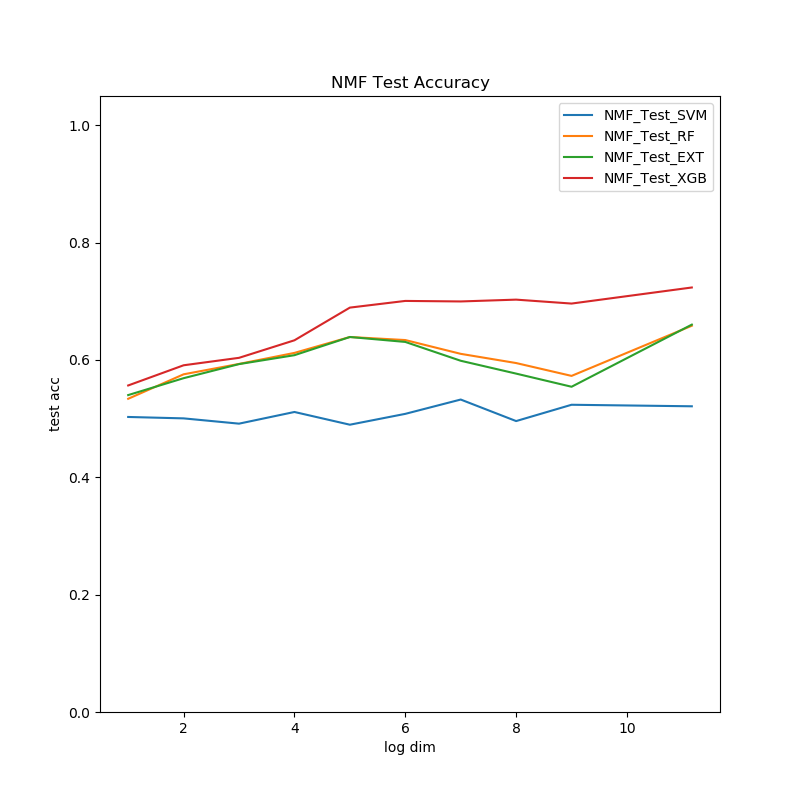 NMF Test Accuracy
NMF_Test_SVM
NMF_Test_RF
NMF_Test_EXT
NMF_Test_XGB
1.0
0.8
0.6
0.4
0.2
0.0
test acc
2 4 6 8 10
log dim